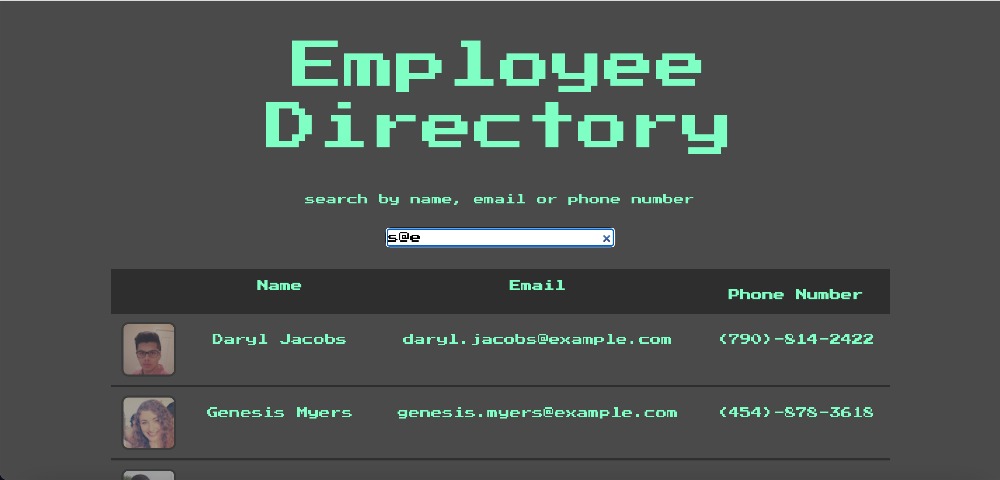 Employee
Directory
search by name, email or phone number
s@e ×
Name Email Phone Number
Daryl Jacobs daryl.jacobs@example.com (790)-814-2422
Genesis Myers genesis.myers@example.com (454)-878-3618